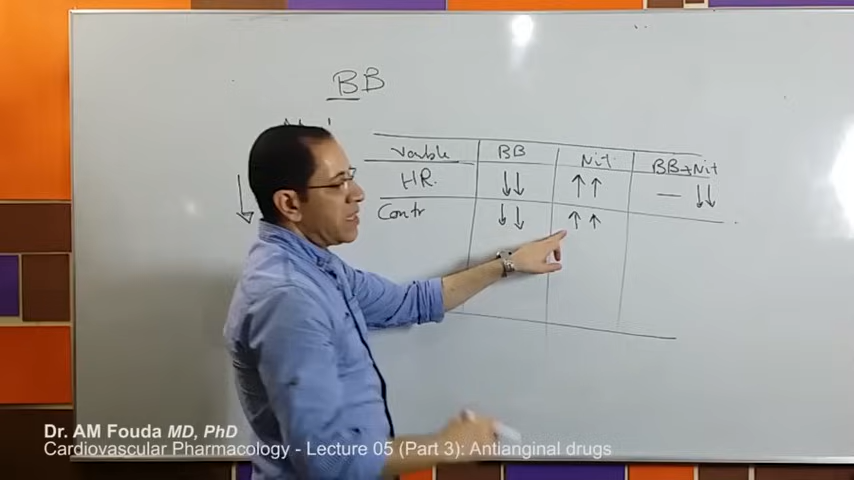 BB
Variable BB Nit BB+Nit
HR ↓↓ ↑↑ — ↓↓
Contr ↓↓ ↑↑
Dr. AM Fouda MD, PhD
Cardiovascular Pharmacology - Lecture 05 (Part 3): Antianginal drugs